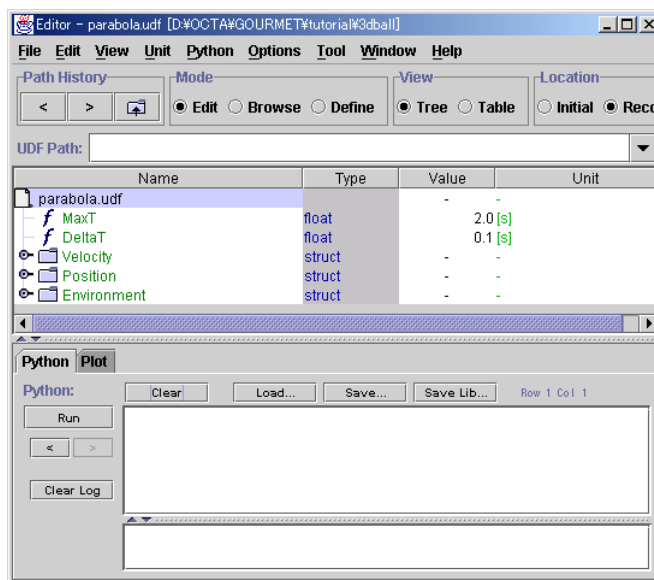 Editor - parabola.udf [D:¥OCTA¥GOURMET¥tutorial¥3dball]
File Edit View Unit Python Options Tool Window Help
Path History Mode View Location
< > Edit Browse Define Tree Table Initial Reco
UDF Path:
Name Type Value Unit
parabola.udf - -
f MaxT float 2.0 [s]
f DeltaT float 0.1 [s]
Velocity struct - -
Position struct - -
Environment struct - -
Python Plot
Python: Clear Load... Save... Save Lib... Row 1 Col 1
Run
< >
Clear Log